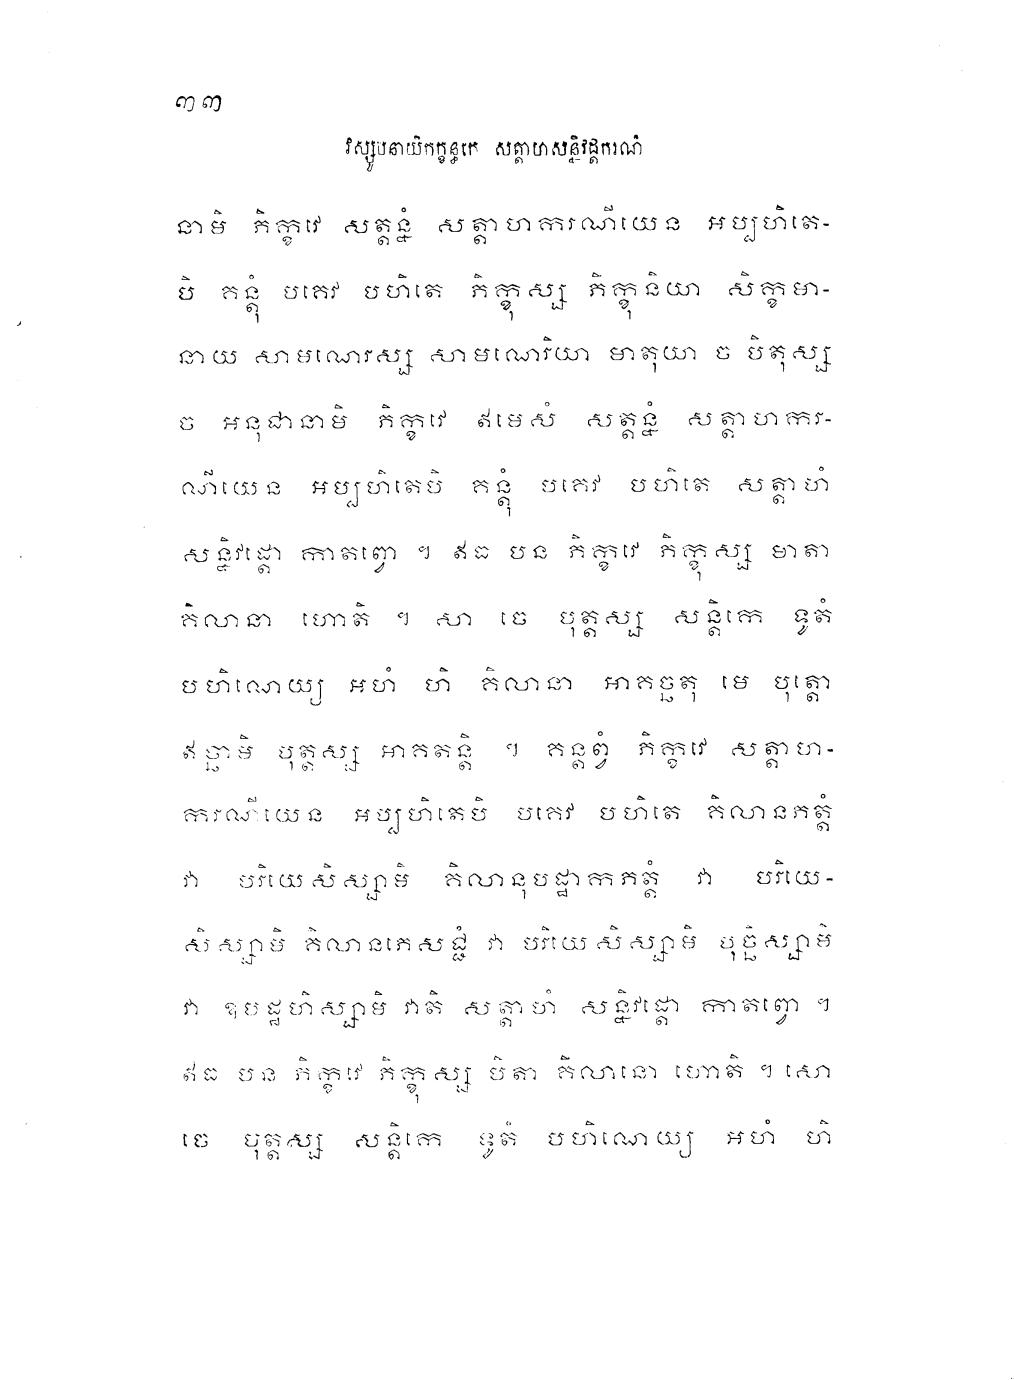 ៣៣
វស្សូបនាយិកក្ខន្ធកេ សត្តាហសន្និវដ្តករណំ
នាមិ ភិក្ខវេ សត្តន្នំ សត្តាហករណីយេន អប្បហិតេ-
បិ គន្តុំ បគេវ បហិតេ ភិក្ខុស្ស ភិក្ខុនិយា សិក្ខមា-
នាយ សាមណេរស្ស សាមណេរិយា មាតុយា ច បិតុស្ស
ច អនុជានាមិ ភិក្ខវេ ឥមេសំ សត្តន្នំ សត្តាហករ-
ណីយេន អប្បហិតេបិ គន្តុំ បគេវ បហិតេ សត្តាហំ
សន្និវដ្តោ កាតព្វោ ។ ឥធ បន ភិក្ខវេ ភិក្ខុស្ស មាតា
គិលានា ហោតិ ។ សា ចេ បុត្តស្ស សន្តិកេ ទូតំ
បហិណេយ្យ អហំ ហិ គិលានា អាគច្ឆតុ មេ បុត្តោ
ឥច្ឆាមិ បុត្តស្ស អាគតន្តិ ។ គន្តព្វំ ភិក្ខវេ សត្តាហ-
ករណីយេន អប្បហិតេបិ បគេវ បហិតេ គិលានភត្តំ
វា បរិយេសិស្សាមិ គិលានុបដ្ឋាកភត្តំ វា បរិយេ-
សិស្សាមិ គិលានភេសជ្ជំ វា បរិយេសិស្សាមិ បុច្ឆិស្សាមិ
វា ឧបដ្ឋហិស្សាមិ វាតិ សត្តាហំ សន្និវដ្តោ កាតព្វោ ។
ឥធ បន ភិក្ខវេ ភិក្ខុស្ស បិតា គិលានោ ហោតិ ។ សោ
ចេ បុត្តស្ស សន្តិកេ ទូតំ បហិណេយ្យ អហំ ហិ